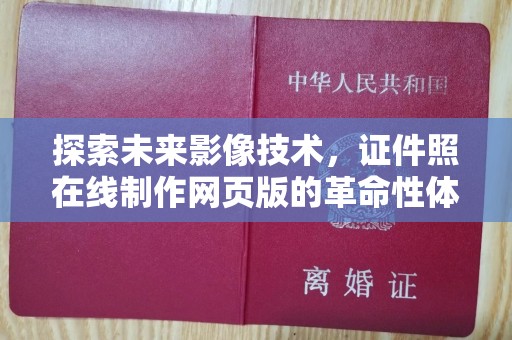 中华人民共和国
探索未来影像技术，证件照
在线制作网页版的革命性体
离婚证